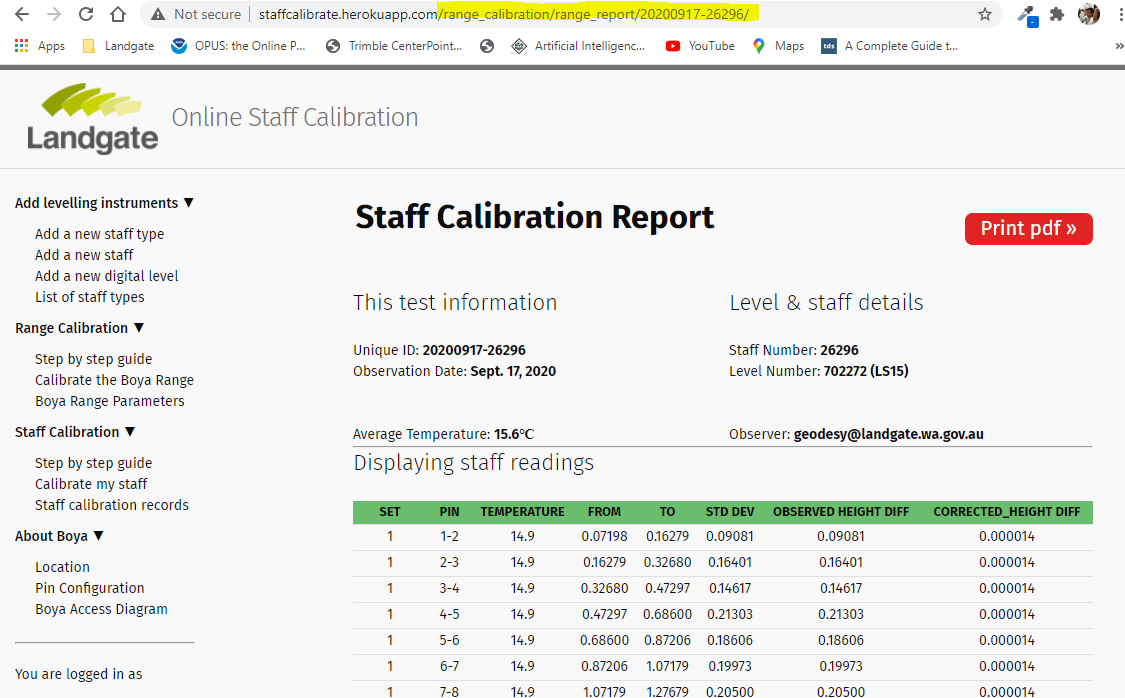 Not secure | staffcalibrate.herokuapp.com/range_calibration/range_report/20200917-26296/
Apps Landgate OPUS: the Online P... Trimble CenterPoint... Artificial Intelligenc... YouTube Maps tds A Complete Guide t... »
Landgate
Online Staff Calibration
Add levelling instruments ▼
Add a new staff type
Add a new staff
Add a new digital level
List of staff types
Range Calibration ▼
Step by step guide
Calibrate the Boya Range
Boya Range Parameters
Staff Calibration ▼
Step by step guide
Calibrate my staff
Staff calibration records
About Boya ▼
Location
Pin Configuration
Boya Access Diagram
You are logged in as
Staff Calibration Report
Print pdf »
This test information
Unique ID: 20200917-26296
Observation Date: Sept. 17, 2020
Average Temperature: 15.6°C
Level & staff details
Staff Number: 26296
Level Number: 702272 (LS15)
Observer: geodesy@landgate.wa.gov.au
Displaying staff readings
SET PIN TEMPERATURE FROM TO STD DEV OBSERVED HEIGHT DIFF CORRECTED_HEIGHT DIFF
1 1-2 14.9 0.07198 0.16279 0.09081 0.09081 0.000014
1 2-3 14.9 0.16279 0.32680 0.16401 0.16401 0.000014
1 3-4 14.9 0.32680 0.47297 0.14617 0.14617 0.000014
1 4-5 14.9 0.47297 0.68600 0.21303 0.21303 0.000014
1 5-6 14.9 0.68600 0.87206 0.18606 0.18606 0.000014
1 6-7 14.9 0.87206 1.07179 0.19973 0.19973 0.000014
1 7-8 14.9 1.07179 1.27679 0.20500 0.20500 0.000014